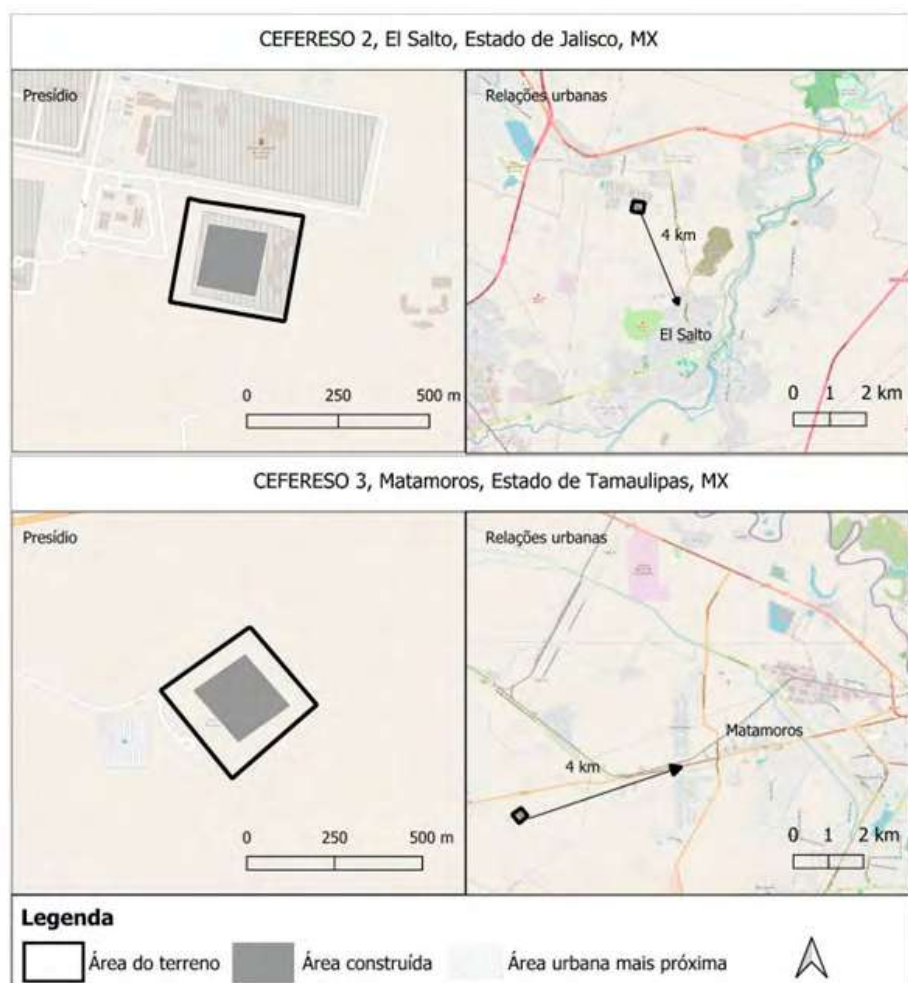 CEFERESO 2, El Salto, Estado de Jalisco, MX
Presídio
Relações urbanas
4 km
El Salto
0 250 500 m
0 1 2 km
CEFERESO 3, Matamoros, Estado de Tamaulipas, MX
Presídio
Relações urbanas
Matamoros
4 km
0 250 500 m
0 1 2 km
Legenda
Área do terreno
Área construída
Área urbana mais próxima